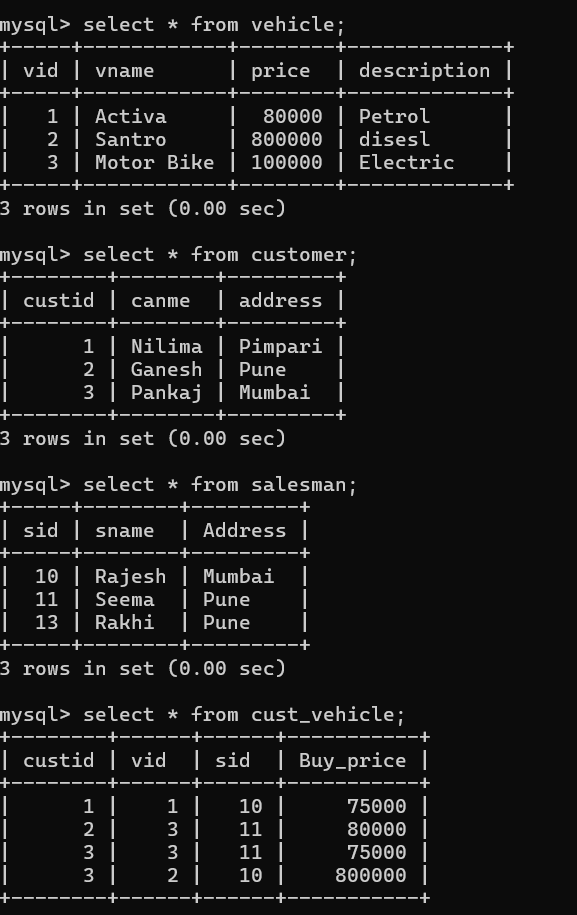 mysql> select * from vehicle;
+-----+------------+--------+-------------+
| vid | vname      | price  | description |
+-----+------------+--------+-------------+
|   1 | Activa     |  80000 | Petrol      |
|   2 | Santro     | 800000 | disesl      |
|   3 | Motor Bike | 100000 | Electric    |
+-----+------------+--------+-------------+
3 rows in set (0.00 sec)
mysql> select * from customer;
+--------+--------+---------+
| custid | canme  | address |
+--------+--------+---------+
|      1 | Nilima | Pimpari |
|      2 | Ganesh | Pune    |
|      3 | Pankaj | Mumbai  |
+--------+--------+---------+
3 rows in set (0.00 sec)
mysql> select * from salesman;
+-----+--------+---------+
| sid | sname  | Address |
+-----+--------+---------+
|  10 | Rajesh | Mumbai  |
|  11 | Seema  | Pune    |
|  13 | Rakhi  | Pune    |
+-----+--------+---------+
3 rows in set (0.00 sec)
mysql> select * from cust_vehicle;
+--------+------+------+-----------+
| custid | vid  | sid  | Buy_price |
+--------+------+------+-----------+
|      1 |    1 |   10 |     75000 |
|      2 |    3 |   11 |     80000 |
|      3 |    3 |   11 |     75000 |
|      3 |    2 |   10 |    800000 |
+--------+------+------+-----------+